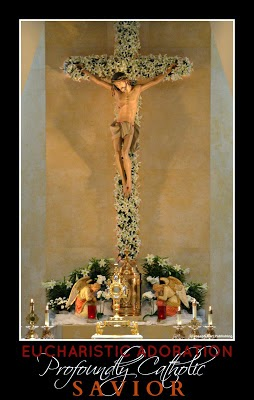 EUCHARISTIC ADORATION
Profoundly Catholic
SAVIOR